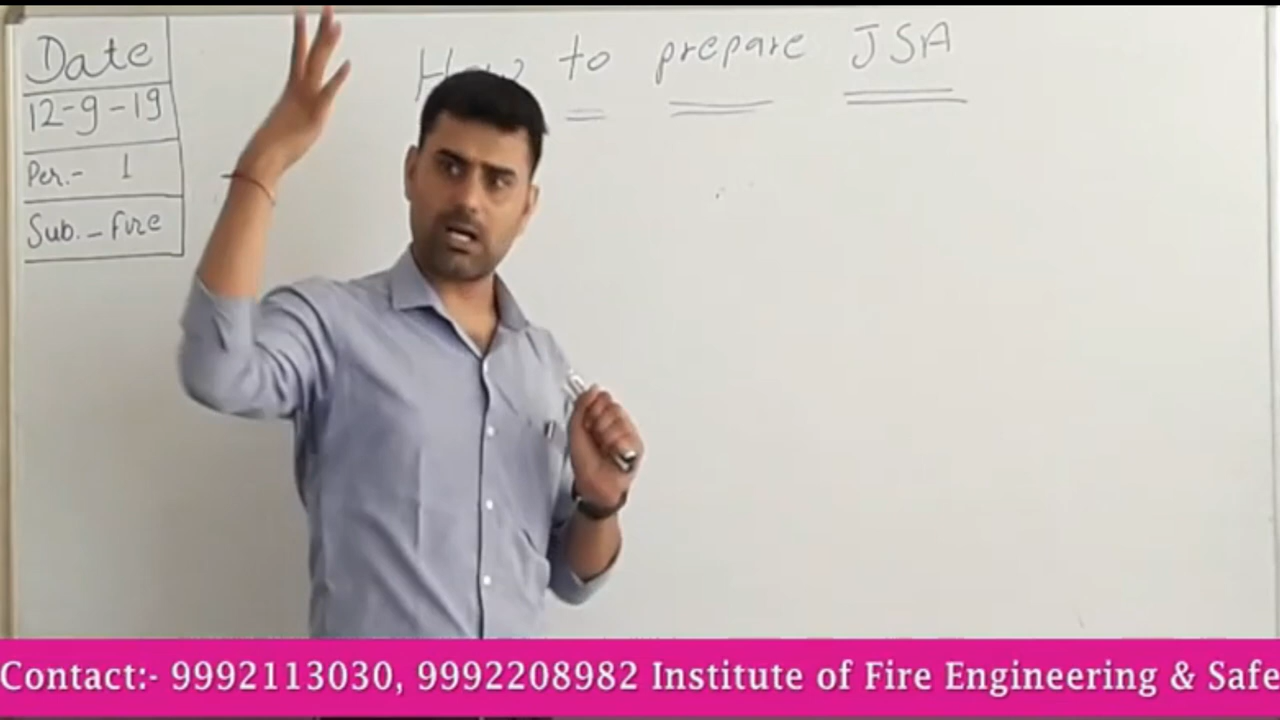 Date
12-9-19
Per.- 1
Sub.- Fire
How to prepare JSA
Contact:- 9992113030, 9992208982 Institute of Fire Engineering & Safe